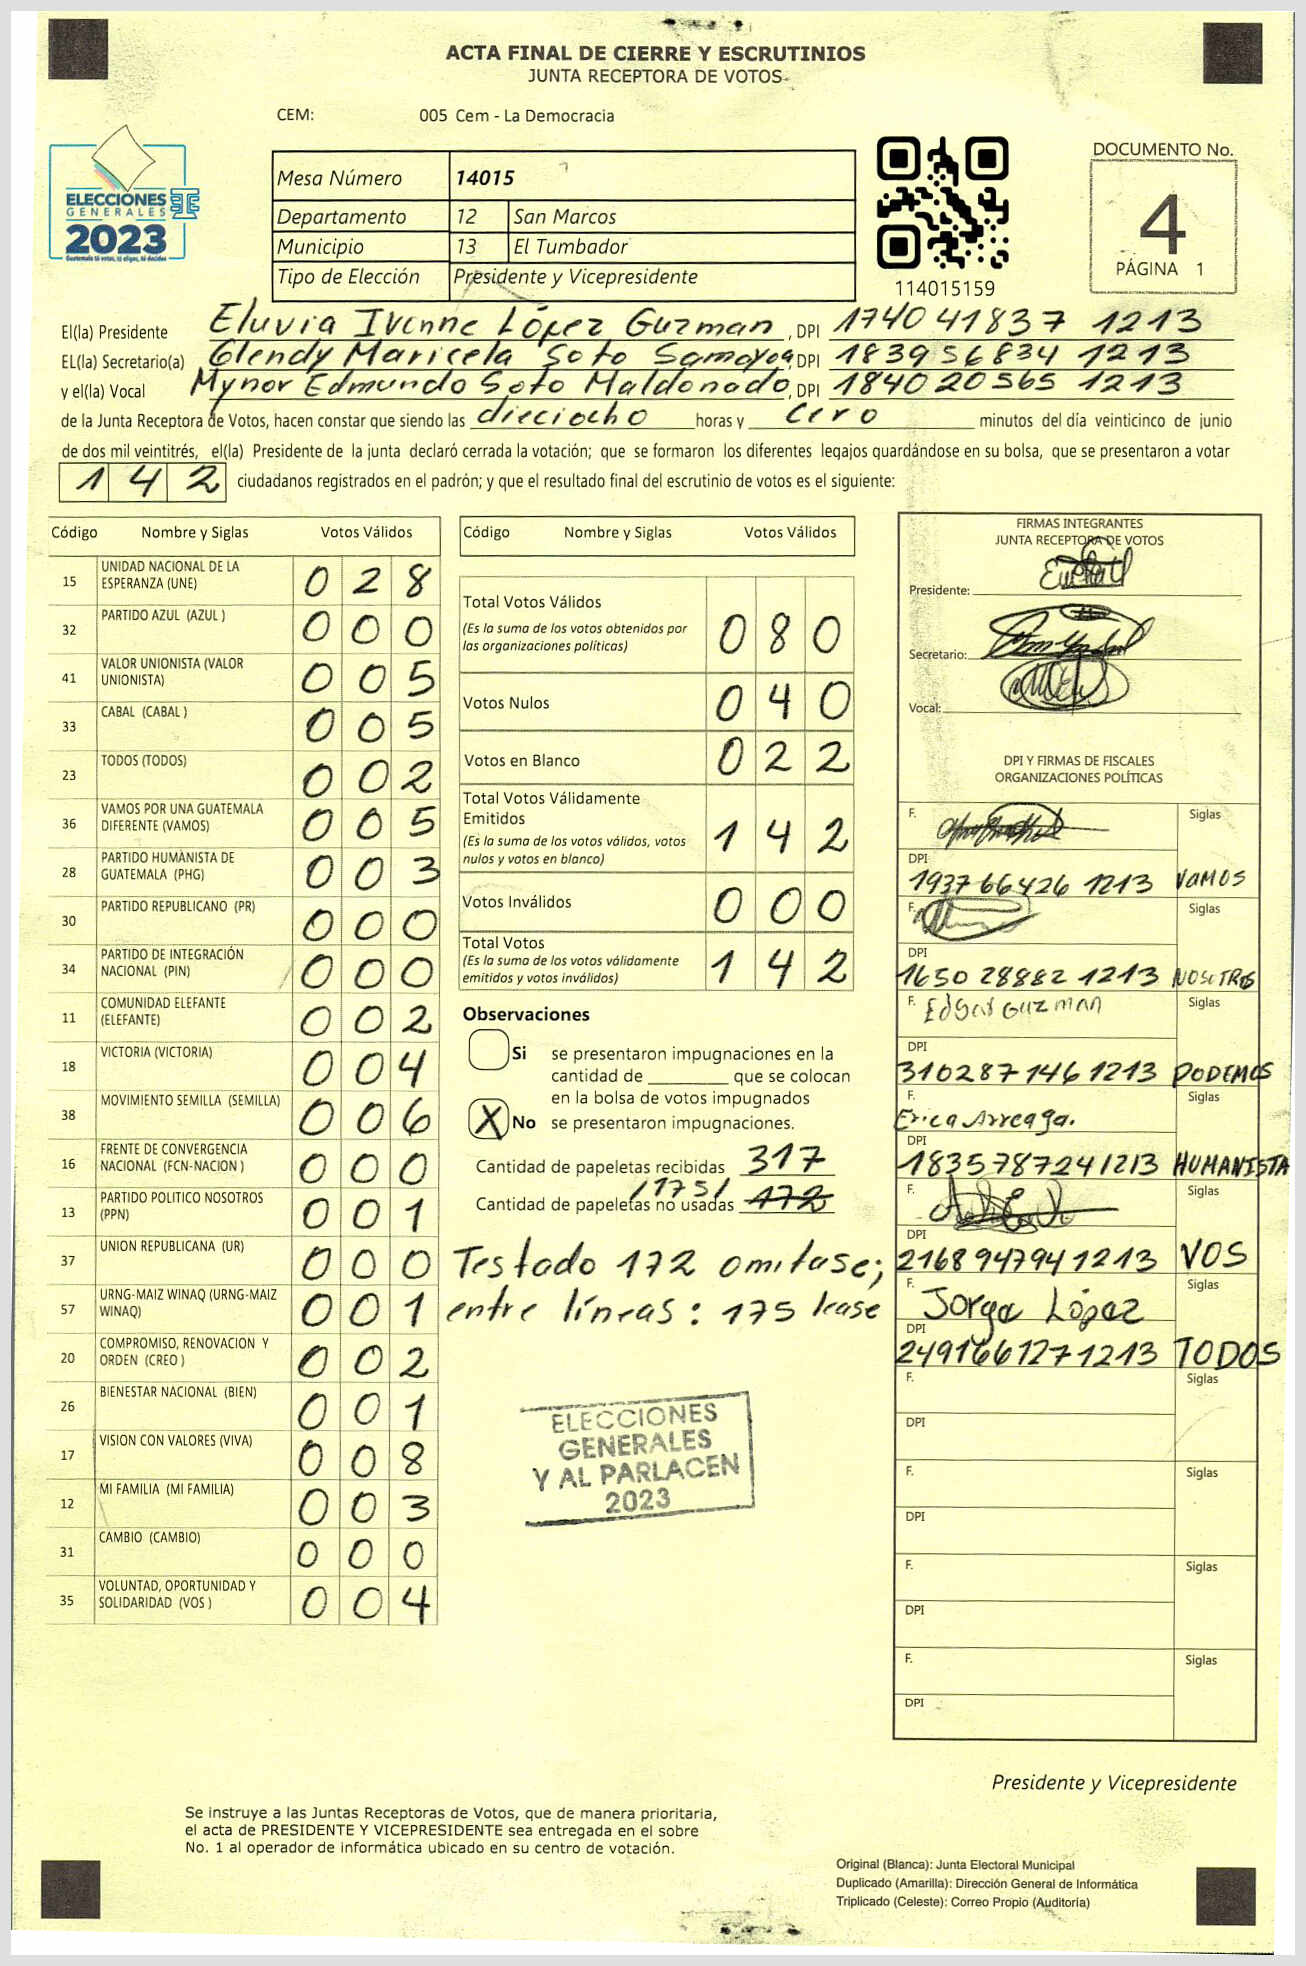 ACTA FINAL DE CIERRE Y ESCRUTINIOS
JUNTA RECEPTORA DE VOTOS
CEM: 005 Cem - La Democracia
ELECCIONES
GENERALES
2023
Guatemala tú votas, tú eliges, tú decides
Mesa Número 14015
Departamento 12 San Marcos
Municipio 13 El Tumbador
Tipo de Elección Presidente y Vicepresidente
114015159
DOCUMENTO No.
4
PÁGINA 1
El(la) Presidente Eluvia Ivonne López Guzman, DPI 1740 41837 1213
EL(la) Secretario(a) Glendy Maricela Soto Samayoa, DPI 1839 56834 1213
y el(la) Vocal Mynor Edmundo Soto Maldonado, DPI 1840 20565 1213
de la Junta Receptora de Votos, hacen constar que siendo las dieciocho horas y cero minutos del día veinticinco de junio
de dos mil veintitrés, el(la) Presidente de la junta declaró cerrada la votación; que se formaron los diferentes legajos guardándose en su bolsa, que se presentaron a votar
142 ciudadanos registrados en el padrón; y que el resultado final del escrutinio de votos es el siguiente:
Código Nombre y Siglas Votos Válidos
15 UNIDAD NACIONAL DE LA ESPERANZA (UNE) 0 2 8
32 PARTIDO AZUL (AZUL ) 0 0 0
41 VALOR UNIONISTA (VALOR UNIONISTA) 0 0 5
33 CABAL (CABAL ) 0 0 5
23 TODOS (TODOS) 0 0 2
36 VAMOS POR UNA GUATEMALA DIFERENTE (VAMOS) 0 0 5
28 PARTIDO HUMANISTA DE GUATEMALA (PHG) 0 0 3
30 PARTIDO REPUBLICANO (PR) 0 0 0
34 PARTIDO DE INTEGRACIÓN NACIONAL (PIN) 0 0 0
11 COMUNIDAD ELEFANTE (ELEFANTE) 0 0 2
18 VICTORIA (VICTORIA) 0 0 4
38 MOVIMIENTO SEMILLA (SEMILLA) 0 0 6
16 FRENTE DE CONVERGENCIA NACIONAL (FCN-NACION ) 0 0 0
13 PARTIDO POLITICO NOSOTROS (PPN) 0 0 1
37 UNION REPUBLICANA (UR) 0 0 0
57 URNG-MAIZ WINAQ (URNG-MAIZ WINAQ) 0 0 1
20 COMPROMISO, RENOVACION Y ORDEN (CREO ) 0 0 2
26 BIENESTAR NACIONAL (BIEN) 0 0 1
17 VISION CON VALORES (VIVA) 0 0 8
12 MI FAMILIA (MI FAMILIA) 0 0 3
31 CAMBIO (CAMBIO) 0 0 0
35 VOLUNTAD, OPORTUNIDAD Y SOLIDARIDAD (VOS ) 0 0 4
Código Nombre y Siglas Votos Válidos
Total Votos Válidos
(Es la suma de los votos obtenidos por
las organizaciones políticas) 0 8 0
Votos Nulos 0 4 0
Votos en Blanco 0 2 2
Total Votos Válidamente
Emitidos
(Es la suma de los votos válidos, votos
nulos y votos en blanco) 1 4 2
Votos Inválidos 0 0 0
Total Votos
(Es la suma de los votos válidamente
emitidos y votos inválidos) 1 4 2
Observaciones
Si se presentaron impugnaciones en la
cantidad de ________ que se colocan
en la bolsa de votos impugnados
X No se presentaron impugnaciones.
Cantidad de papeletas recibidas 317
/175/
Cantidad de papeletas no usadas 172
Testado 172 omitase;
entre líneas: 175 lease
ELECCIONES
GENERALES
Y AL PARLACEN
2023
FIRMAS INTEGRANTES
JUNTA RECEPTORA DE VOTOS
Presidente:
Secretario:
Vocal:
DPI Y FIRMAS DE FISCALES
ORGANIZACIONES POLÍTICAS
F. Siglas
DPI
1937 66426 1213 VAMOS
F. Siglas
DPI
1650 28882 1213 NOSOTROS
F. Edgar Guzman Siglas
DPI
310287146 1213 PODEMOS
F. Siglas
Erica Arreaga.
DPI
1835787241213 HUMANISTA
F. Siglas
DPI
2168 94794 1213 VOS
F. Siglas
Jorge López
DPI
2491661271213 TODOS
F. Siglas
DPI
F. Siglas
DPI
F. Siglas
DPI
F. Siglas
DPI
Presidente y Vicepresidente
Se instruye a las Juntas Receptoras de Votos, que de manera prioritaria,
el acta de PRESIDENTE Y VICEPRESIDENTE sea entregada en el sobre
No. 1 al operador de informática ubicado en su centro de votación.
Original (Blanca): Junta Electoral Municipal
Duplicado (Amarilla): Dirección General de Informática
Triplicado (Celeste): Correo Propio (Auditoría)